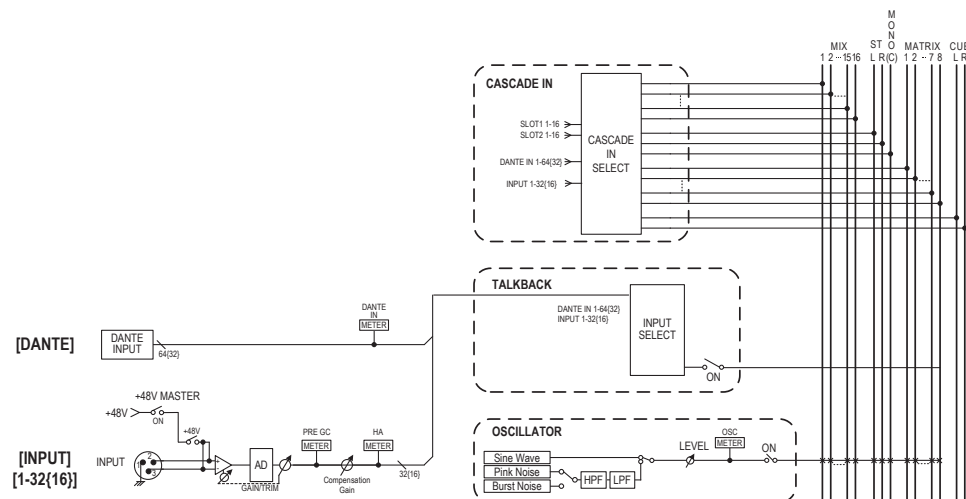 M
O
N
O
(C)
MIX
1 2 ··· 15 16
ST
L R
MATRIX
1 2 ·· 7 8
CUE
L R
CASCADE IN
SLOT1 1-16
SLOT2 1-16
DANTE IN 1-64{32}
INPUT 1-32{16}
CASCADE
IN
SELECT
TALKBACK
DANTE IN 1-64{32}
INPUT 1-32{16}
INPUT
SELECT
ON
[DANTE]
DANTE
INPUT
64{32}
DANTE
IN
METER
+48V MASTER
+48V
ON
+48V
[INPUT]
[1-32{16}]
INPUT
1
2
3
+
-
AD
GAIN/TRIM
PRE GC
METER
Compensation
Gain
HA
METER
32{16}
OSCILLATOR
Sine Wave
Pink Noise
Burst Noise
HPF
LPF
LEVEL
OSC
METER
ON